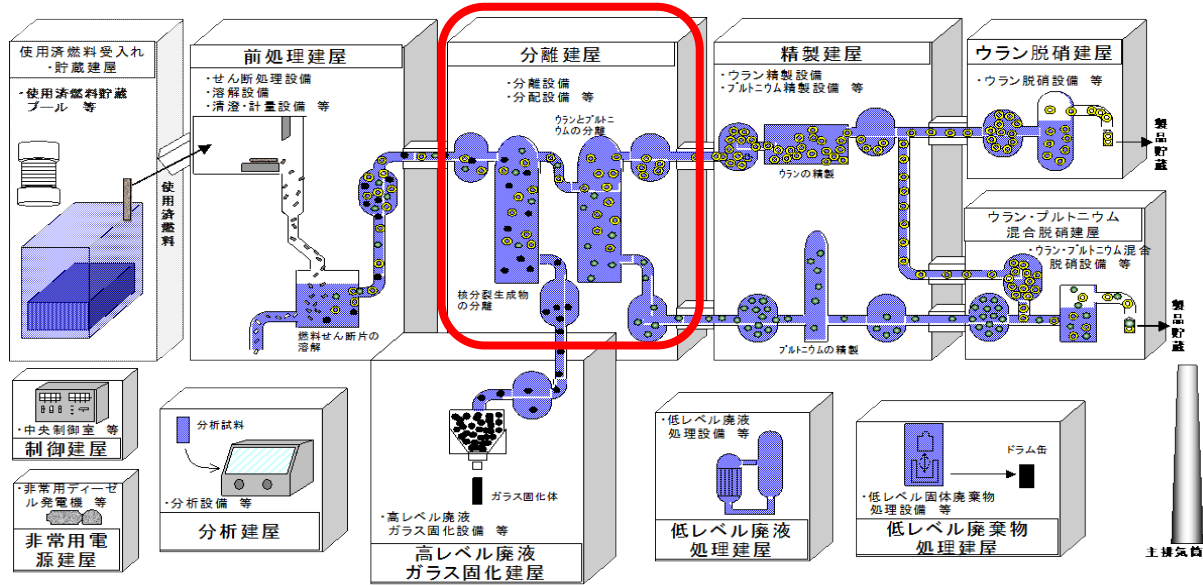 使用済燃料受入れ
・貯蔵建屋
・使用済燃料貯蔵
プール 等
使用済燃料
前処理建屋
・せん断処理設備
・溶解設備
・清澄・計量設備 等
燃料せん断片の
溶解
分離建屋
・分離設備
・分配設備 等
ウランとプルトニ
ウムの分離
核分裂生成物
の分離
精製建屋
・ウラン精製設備
・プルトニウム精製設備 等
ウランの精製
プルトニウムの精製
ウラン脱硝建屋
・ウラン脱硝設備 等
製品貯蔵
ウラン・プルトニウム
混合脱硝建屋
・ウラン・プルトニウム混合
脱硝設備 等
製品貯蔵
・中央制御室 等
制御建屋
・非常用ディーゼ
ル発電機 等
非常用電
源建屋
分析試料
・分析設備 等
分析建屋
ガラス固化体
・高レベル廃液
ガラス固化設備 等
高レベル廃液
ガラス固化建屋
・低レベル廃液
処理設備 等
低レベル廃液
処理建屋
ドラム缶
・低レベル固体廃棄物
処理設備等
低レベル廃棄物
処理建屋
主排気筒